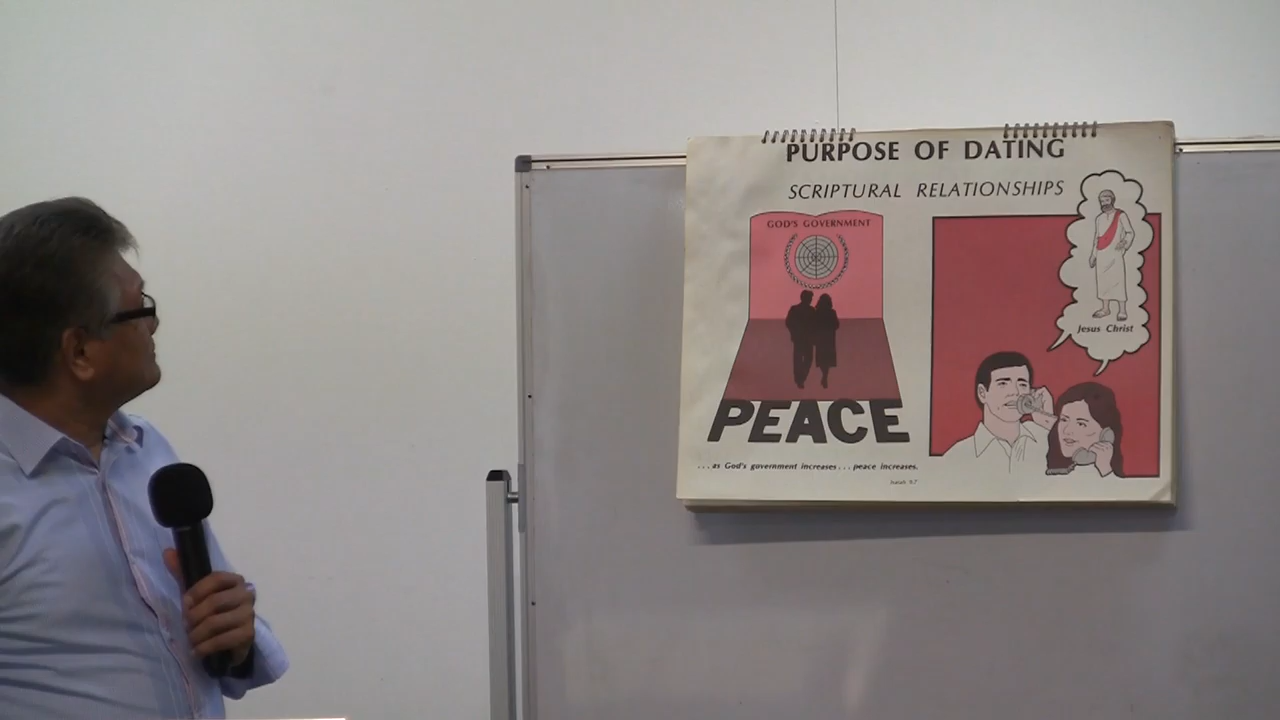 PURPOSE OF DATING
SCRIPTURAL RELATIONSHIPS
GOD'S GOVERNMENT
Jesus Christ
PEACE
...as God's government increases...peace increases.
Isaiah 9:7